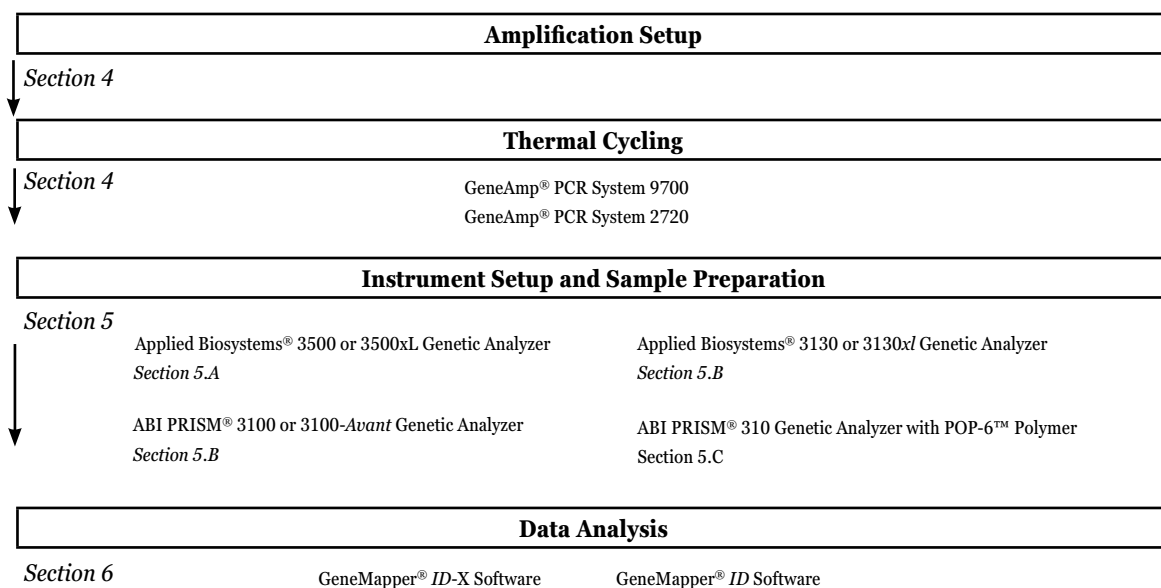 Amplification Setup
Section 4
Thermal Cycling
Section 4
GeneAmp® PCR System 9700
GeneAmp® PCR System 2720
Instrument Setup and Sample Preparation
Section 5
Applied Biosystems® 3500 or 3500xL Genetic Analyzer
Section 5.A
Applied Biosystems® 3130 or 3130xl Genetic Analyzer
Section 5.B
ABI PRISM® 3100 or 3100-Avant Genetic Analyzer
Section 5.B
ABI PRISM® 310 Genetic Analyzer with POP-6™ Polymer
Section 5.C
Data Analysis
Section 6
GeneMapper® ID-X Software
GeneMapper® ID Software